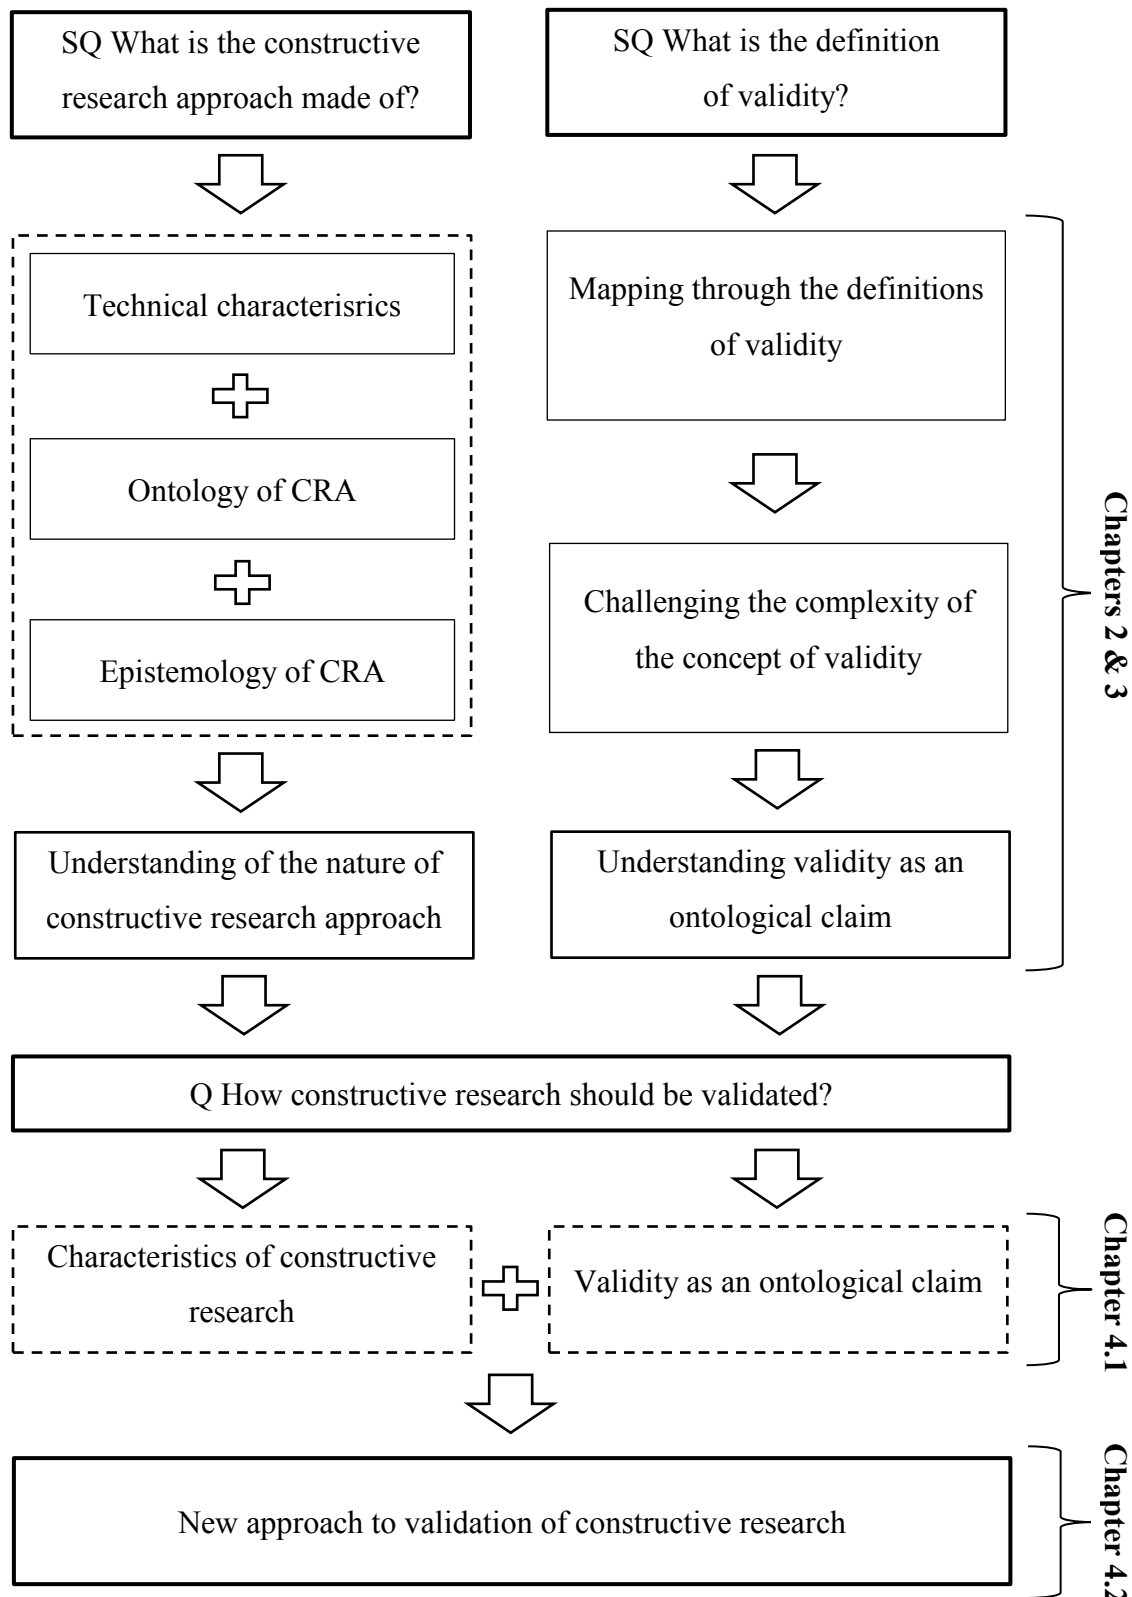 SQ What is the constructive
research approach made of?
SQ What is the definition
of validity?
Technical characterisrics
Ontology of CRA
Epistemology of CRA
Mapping through the definitions
of validity
Challenging the complexity of
the concept of validity
Understanding of the nature of
constructive research approach
Understanding validity as an
ontological claim
Chapters 2 & 3
Q How constructive research should be validated?
Characteristics of constructive
research
Validity as an ontological claim
Chapter 4.1
New approach to validation of constructive research
Chapter 4.2